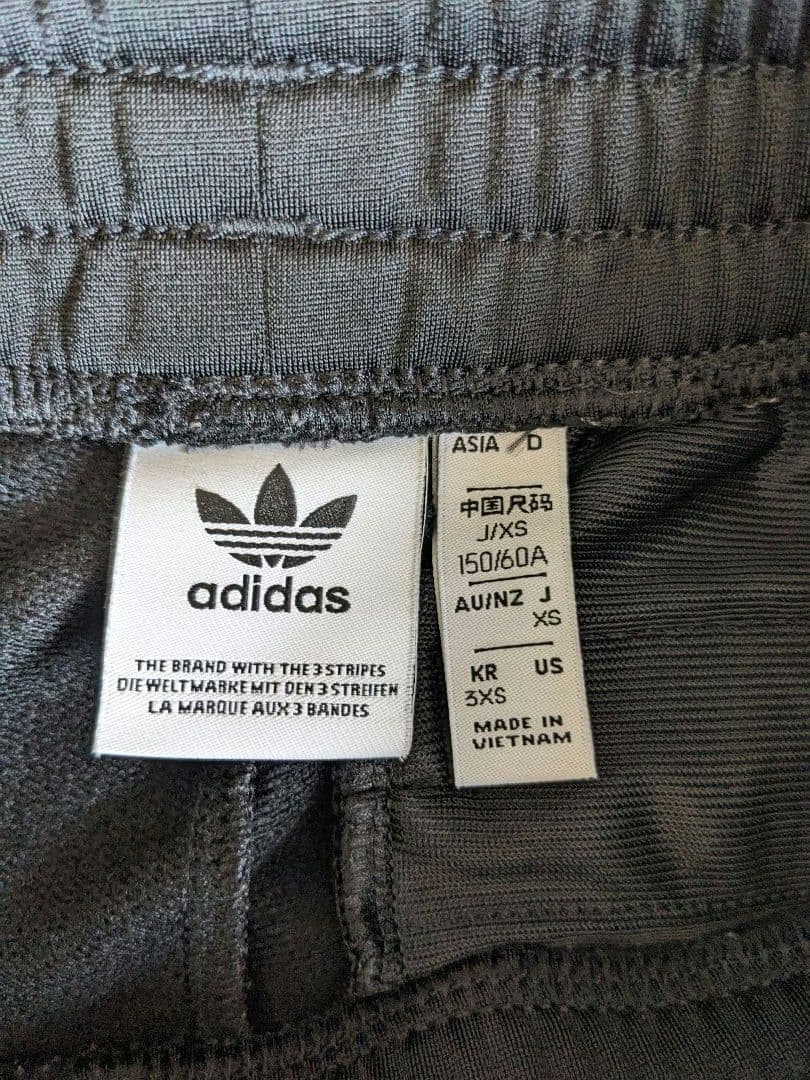 adidas
THE BRAND WITH THE 3 STRIPES
DIE WELTMARKE MIT DEN 3 STREIFEN
LA MARQUE AUX 3 BANDES
ASIA D
中国尺码
J/XS
150/60A
AU/NZ J
XS
KR US
3XS
MADE IN
VIETNAM